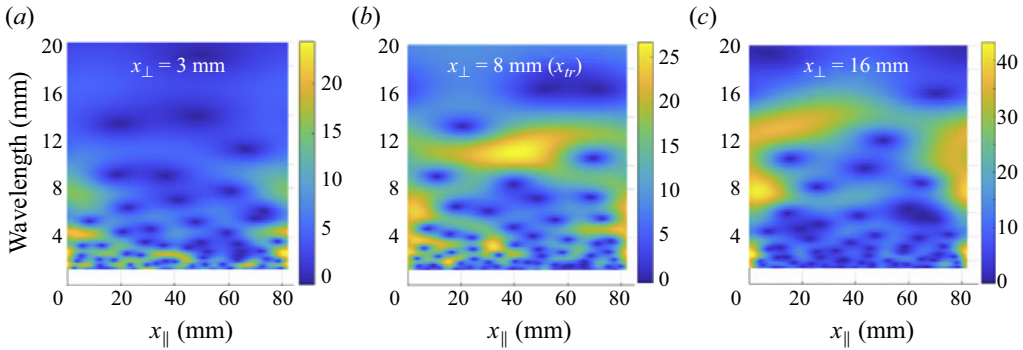 (a) (b) (c)
20 20 20
16 16 16
12 12 12
8 8 8
4 4 4
0 0 0
Wavelength (mm)
x⊥ = 3 mm
x⊥ = 8 mm (xtr)
x⊥ = 16 mm
20
15
10
5
0
25
20
15
10
5
0
40
30
20
10
0
0 20 40 60 80
0 20 40 60 80
0 20 40 60 80
x∥ (mm)
x∥ (mm)
x∥ (mm)